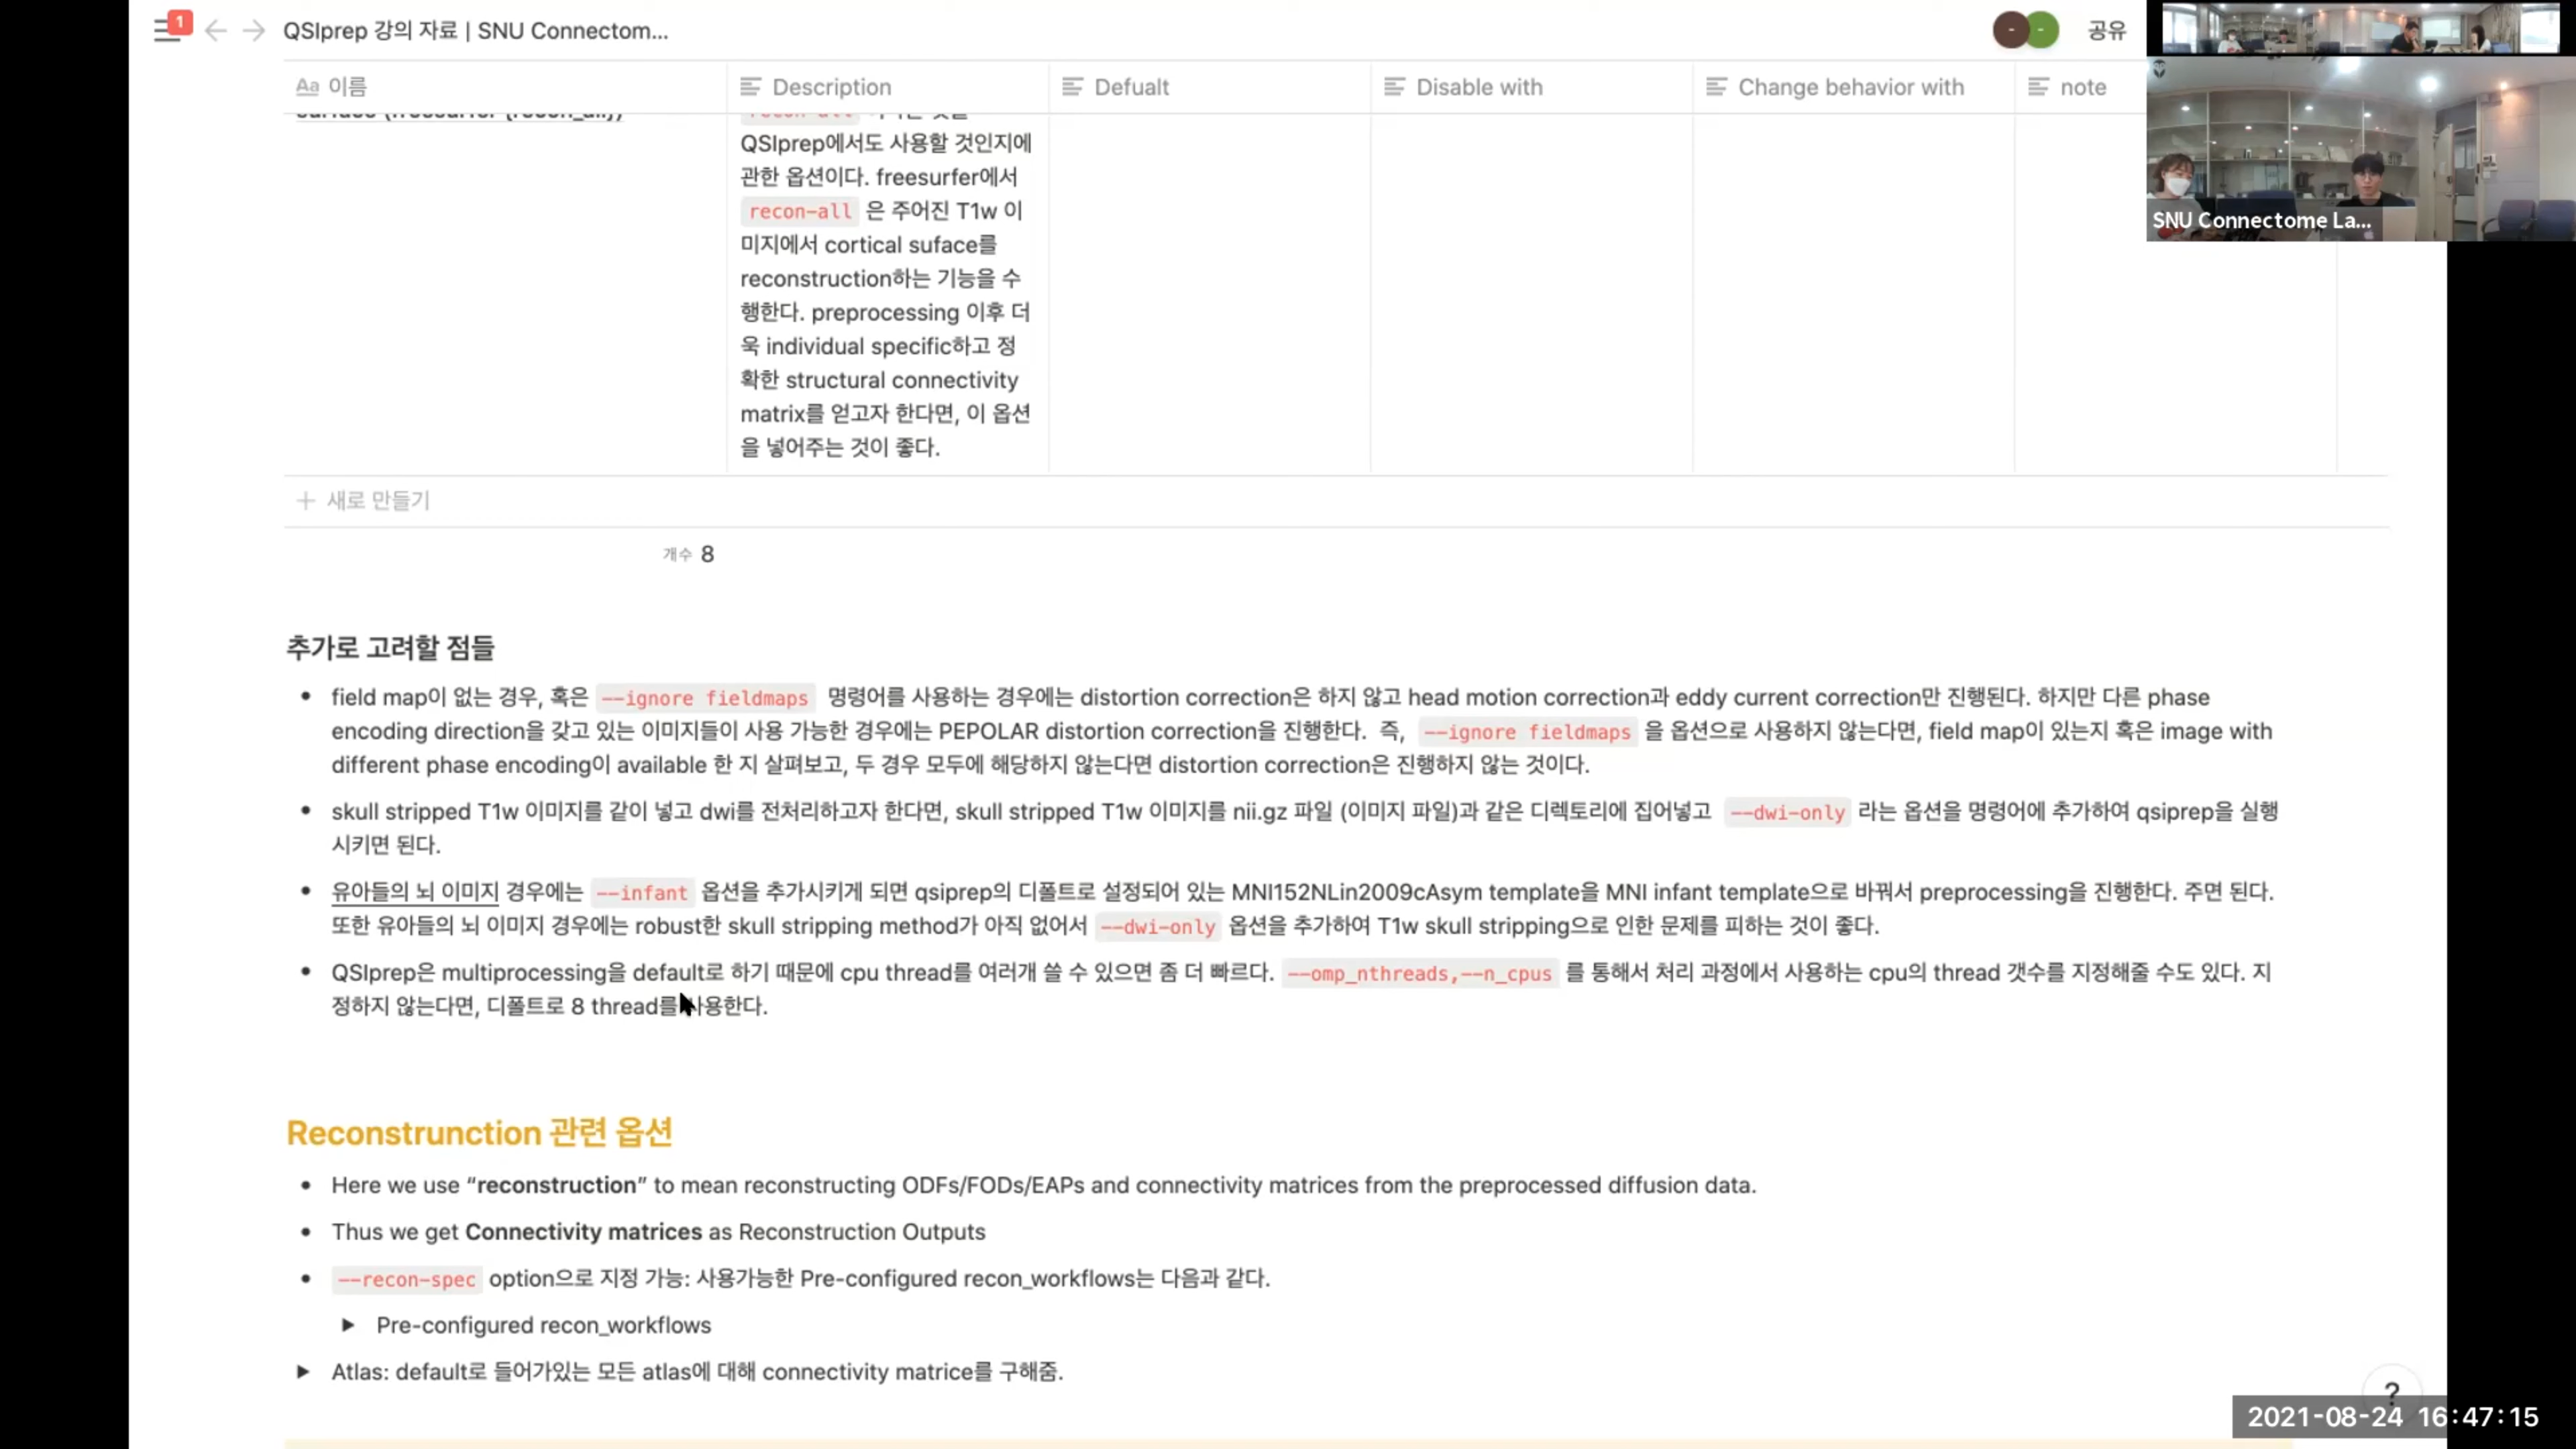 1
QSIprep 강의 자료 | SNU Connectom...
공유
Aa 이름
Description
Defualt
Disable with
Change behavior with
note
QSIprep에서도 사용할 것인지에
관한 옵션이다. freesurfer에서
recon-all 은 주어진 T1w 이
미지에서 cortical suface를
reconstruction하는 기능을 수
행한다. preprocessing 이후 더
욱 individual specific하고 정
확한 structural connectivity
matrix를 얻고자 한다면, 이 옵션
을 넣어주는 것이 좋다.
SNU Connectome La...
+ 새로 만들기
개수 8
추가로 고려할 점들
• field map이 없는 경우, 혹은 --ignore fieldmaps 명령어를 사용하는 경우에는 distortion correction은 하지 않고 head motion correction과 eddy current correction만 진행된다. 하지만 다른 phase
encoding direction을 갖고 있는 이미지들이 사용 가능한 경우에는 PEPOLAR distortion correction을 진행한다. 즉, --ignore fieldmaps 을 옵션으로 사용하지 않는다면, field map이 있는지 혹은 image with
different phase encoding이 available 한 지 살펴보고, 두 경우 모두에 해당하지 않는다면 distortion correction은 진행하지 않는 것이다.
• skull stripped T1w 이미지를 같이 넣고 dwi를 전처리하고자 한다면, skull stripped T1w 이미지를 nii.gz 파일 (이미지 파일)과 같은 디렉토리에 집어넣고 --dwi-only 라는 옵션을 명령어에 추가하여 qsiprep을 실행
시키면 된다.
• 유아들의 뇌 이미지 경우에는 --infant 옵션을 추가시키게 되면 qsiprep의 디폴트로 설정되어 있는 MNI152NLin2009cAsym template을 MNI infant template으로 바꿔서 preprocessing을 진행한다. 주면 된다.
또한 유아들의 뇌 이미지 경우에는 robust한 skull stripping method가 아직 없어서 --dwi-only 옵션을 추가하여 T1w skull stripping으로 인한 문제를 피하는 것이 좋다.
• QSIprep은 multiprocessing을 default로 하기 때문에 cpu thread를 여러개 쓸 수 있으면 좀 더 빠르다. --omp_nthreads,--n_cpus 를 통해서 처리 과정에서 사용하는 cpu의 thread 갯수를 지정해줄 수도 있다. 지
정하지 않는다면, 디폴트로 8 thread를 사용한다.
Reconstrunction 관련 옵션
• Here we use “reconstruction” to mean reconstructing ODFs/FODs/EAPs and connectivity matrices from the preprocessed diffusion data.
• Thus we get Connectivity matrices as Reconstruction Outputs
• --recon-spec option으로 지정 가능: 사용가능한 Pre-configured recon_workflows는 다음과 같다.
▶ Pre-configured recon_workflows
▶ Atlas: default로 들어가있는 모든 atlas에 대해 connectivity matrice를 구해줌.
?
2021-08-24 16:47:15